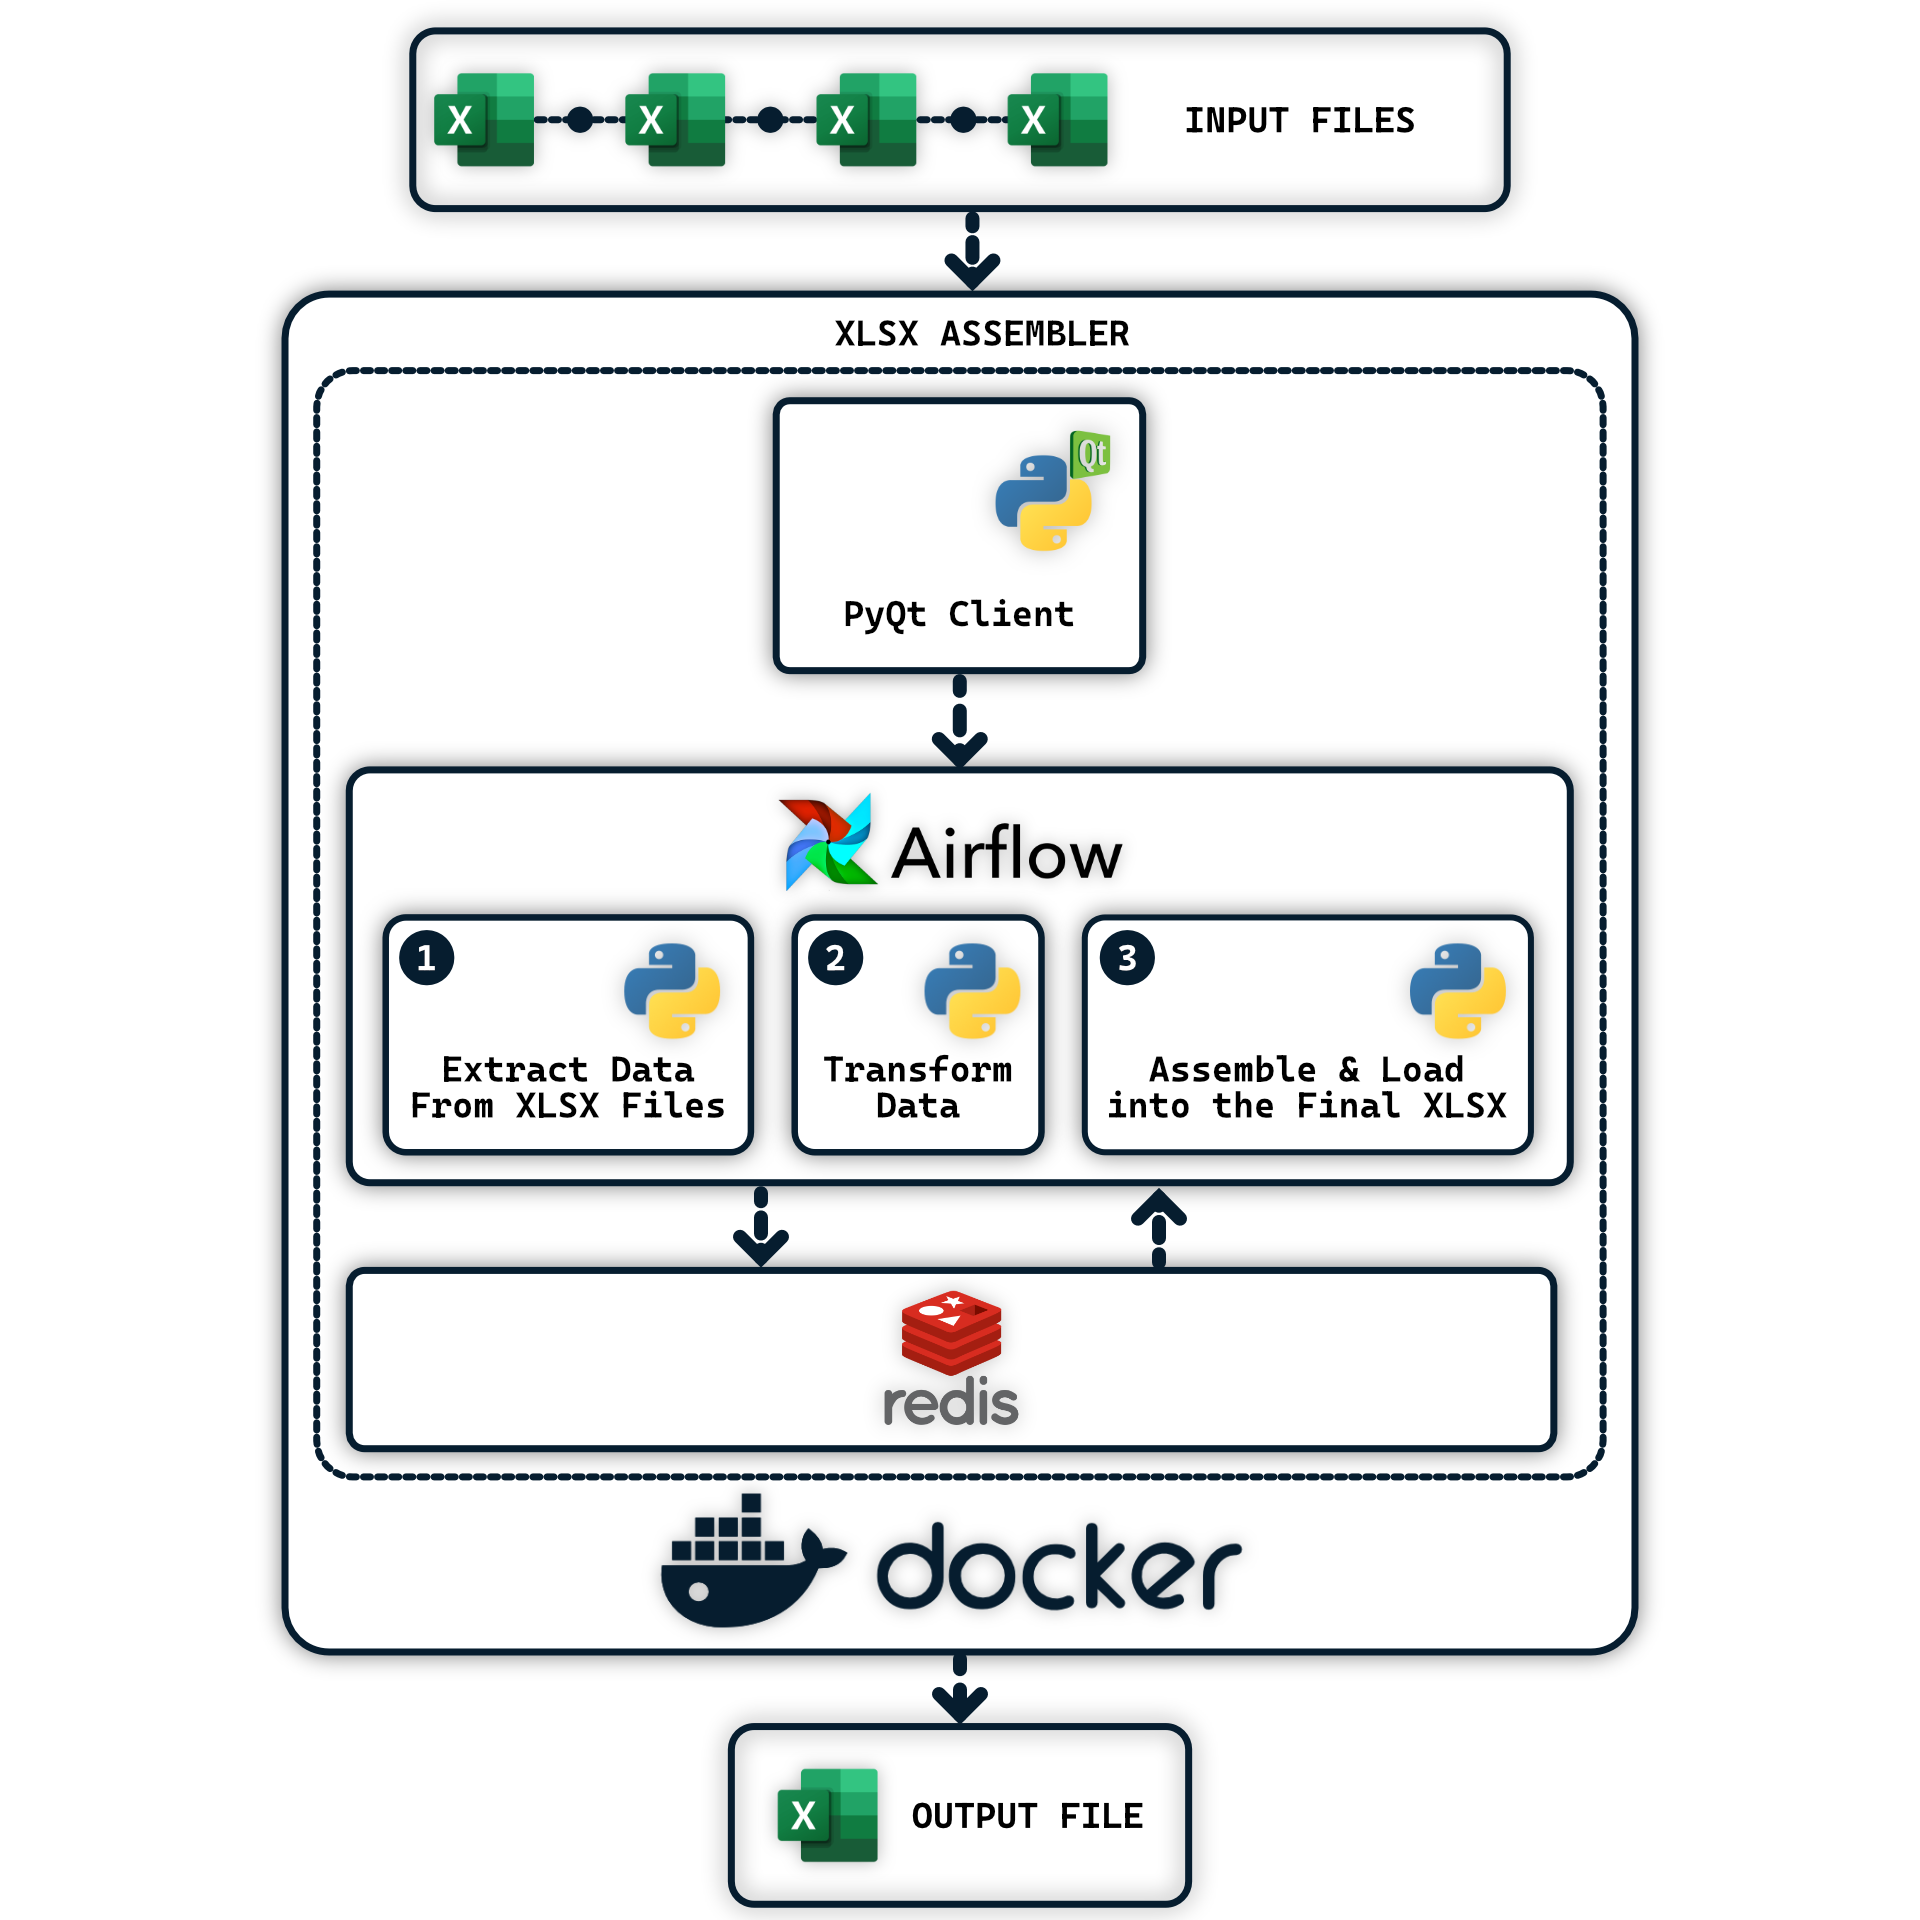 X X X X INPUT FILES
XLSX ASSEMBLER
Qt
PyQt Client
Airflow
1
Extract Data
From XLSX Files
2
Transform
Data
3
Assemble & Load
into the Final XLSX
redis
docker
X OUTPUT FILE